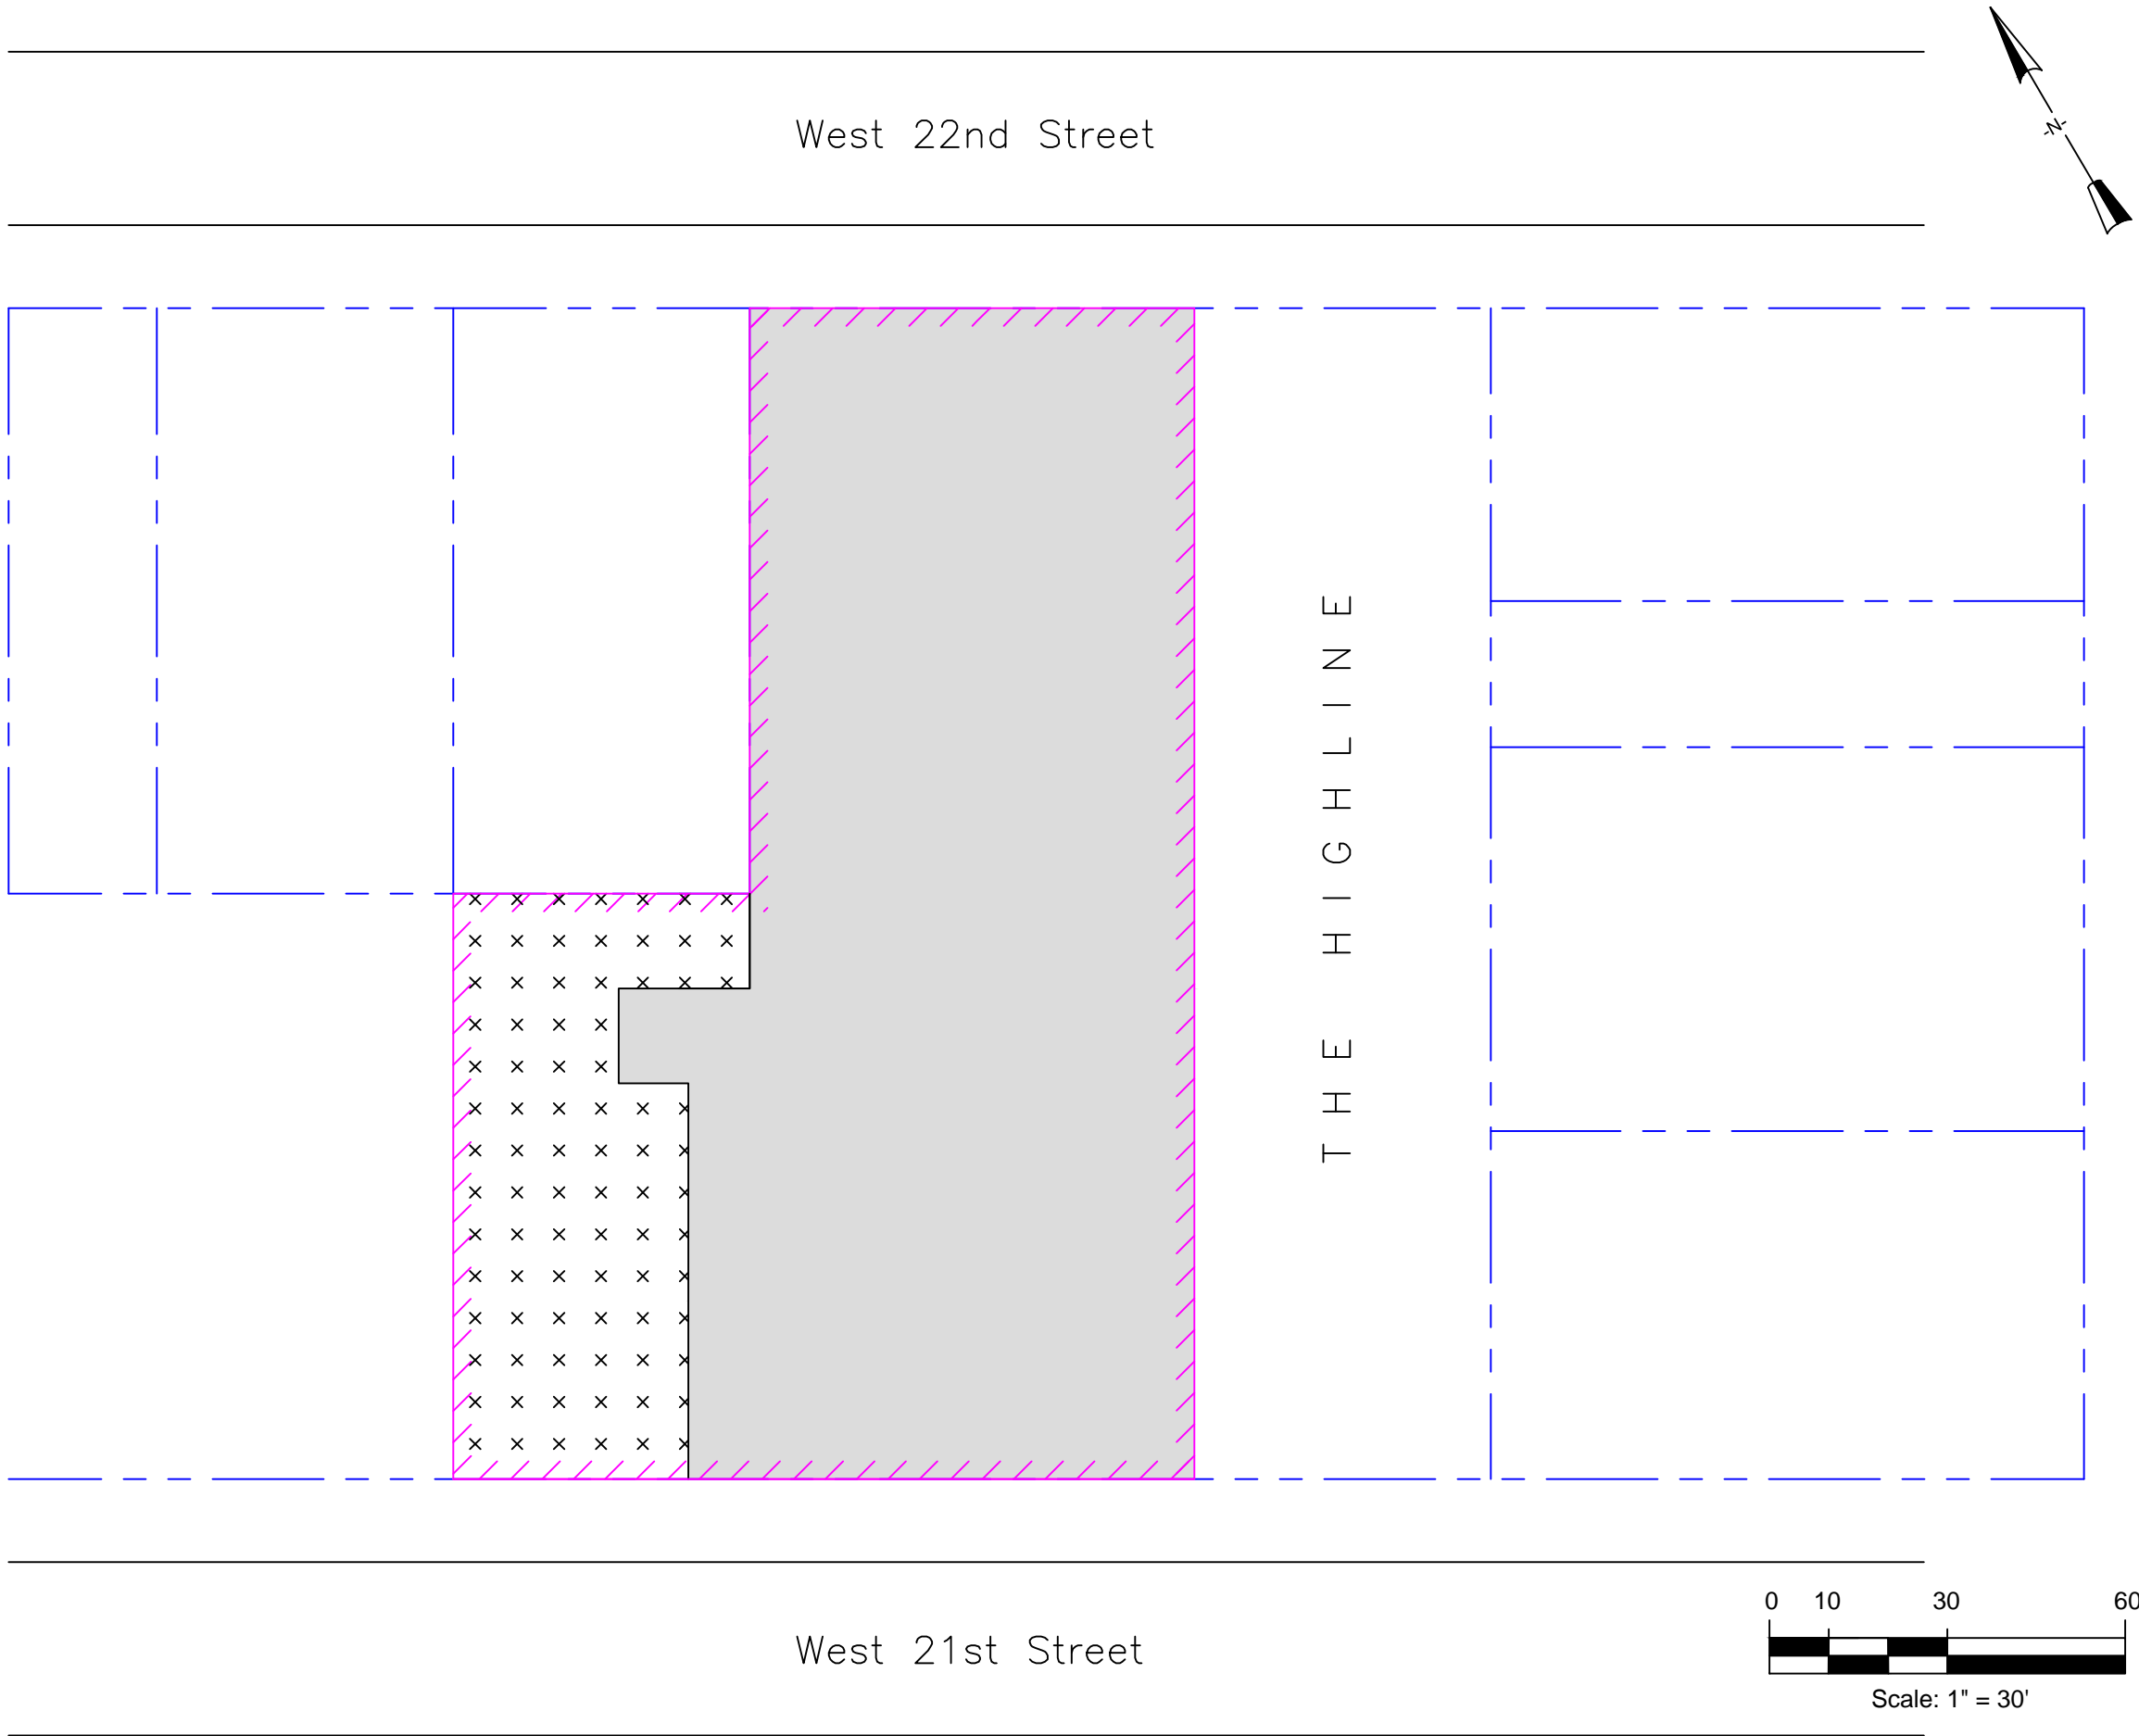 West 22nd Street
N
THE HIGHLINE
West 21st Street
0 10 30 60
Scale: 1" = 30'